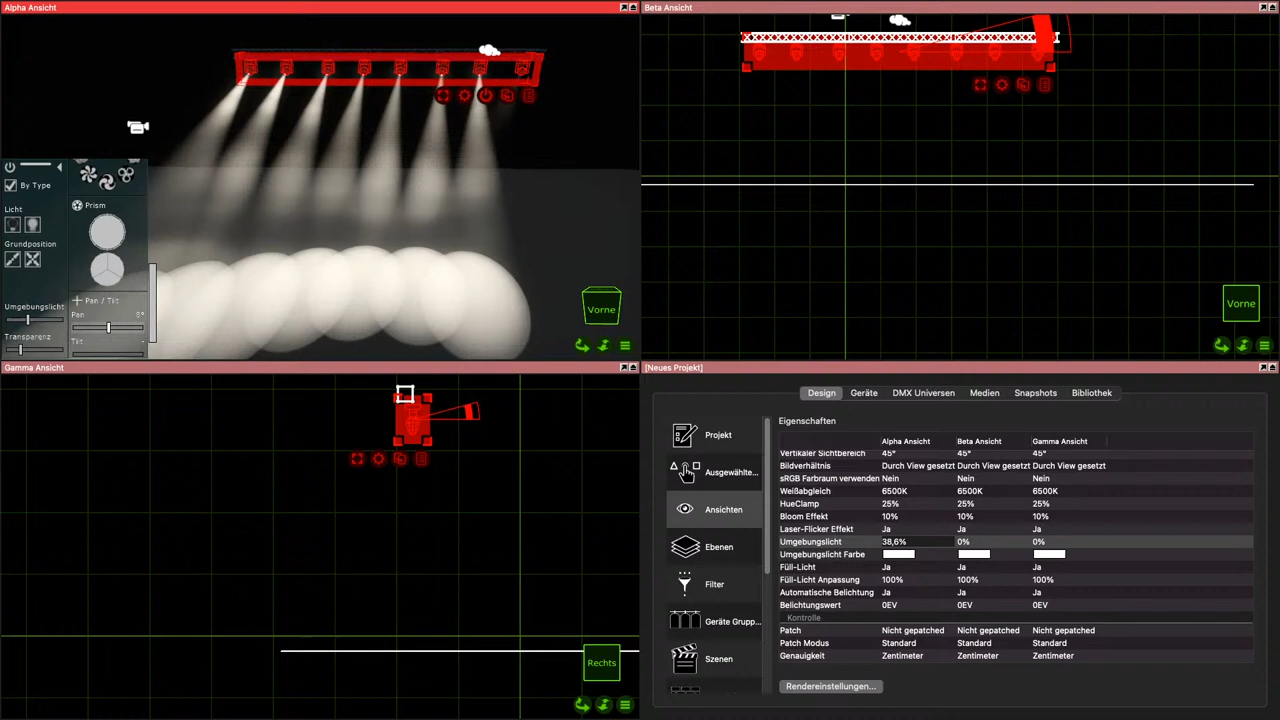 Alpha Ansicht
Beta Ansicht
By Type
Licht
Grundposition
Umgebungslicht
Transparenz
Prism
Pan / Tilt
Pan 8°
Tilt -
Vorne
Vorne
Gamma Ansicht
Rechts
[Neues Projekt]
Design Geräte DMX Universen Medien Snapshots Bibliothek
Projekt
Ausgewählte...
Ansichten
Ebenen
Filter
Geräte Grupp...
Szenen
Eigenschaften
Alpha Ansicht Beta Ansicht Gamma Ansicht
Vertikaler Sichtbereich 45° 45° 45°
Bildverhältnis Durch View gesetzt Durch View gesetzt Durch View gesetzt
sRGB Farbraum verwenden Nein Nein Nein
Weißabgleich 6500K 6500K 6500K
HueClamp 25% 25% 25%
Bloom Effekt 10% 10% 10%
Laser-Flicker Effekt Ja Ja Ja
Umgebungslicht 38,6% 0% 0%
Umgebungslicht Farbe
Füll-Licht Ja Ja Ja
Füll-Licht Anpassung 100% 100% 100%
Automatische Belichtung Ja Ja Ja
Belichtungswert 0EV 0EV 0EV
Kontrolle
Patch Nicht gepatched Nicht gepatched Nicht gepatched
Patch Modus Standard Standard Standard
Genauigkeit Zentimeter Zentimeter Zentimeter
Rendereinstellungen...